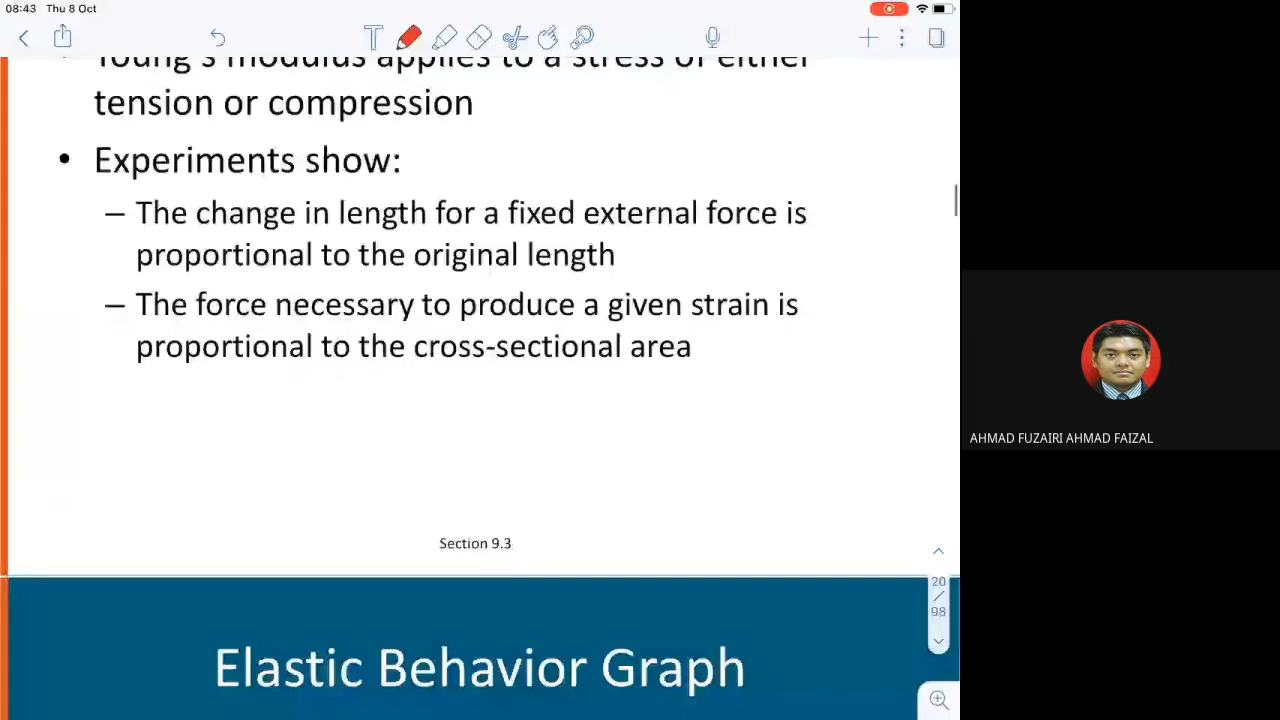 08:43 Thu 8 Oct
Young's modulus applies to a stress of either
tension or compression
• Experiments show:
– The change in length for a fixed external force is
proportional to the original length
– The force necessary to produce a given strain is
proportional to the cross-sectional area
Section 9.3
20
/
98
Elastic Behavior Graph
AHMAD FUZAIRI AHMAD FAIZAL